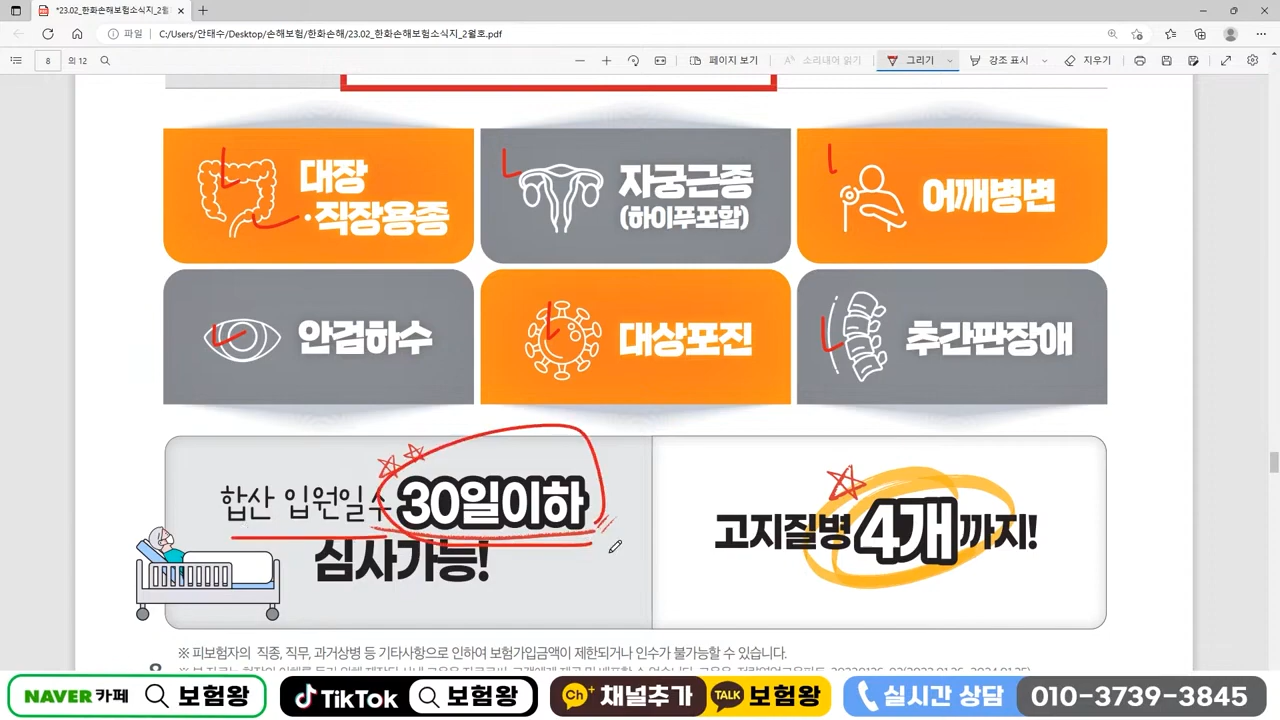 *23.02_한화손해보험소식지_2월
파일
C:/Users/안태수/Desktop/손해보험/한화손해/23.02_한화손해보험소식지_2월호.pdf
8 의 12
페이지 보기
소리내어 읽기
그리기
강조 표시
지우기
대장
·직장용종
자궁근종
(하이푸포함)
어깨병변
안검하수
대상포진
추간판장애
합산 입원일수 30일이하
심사가능!
고지질병 4개까지!
※ 피보험자의 직종, 직무, 과거상병 등 기타사항으로 인하여 보험가입금액이 제한되거나 인수가 불가능할 수 있습니다.
NAVER 카페 보험왕
TikTok 보험왕
Ch+ 채널추가 TALK 보험왕
실시간 상담 010-3739-3845